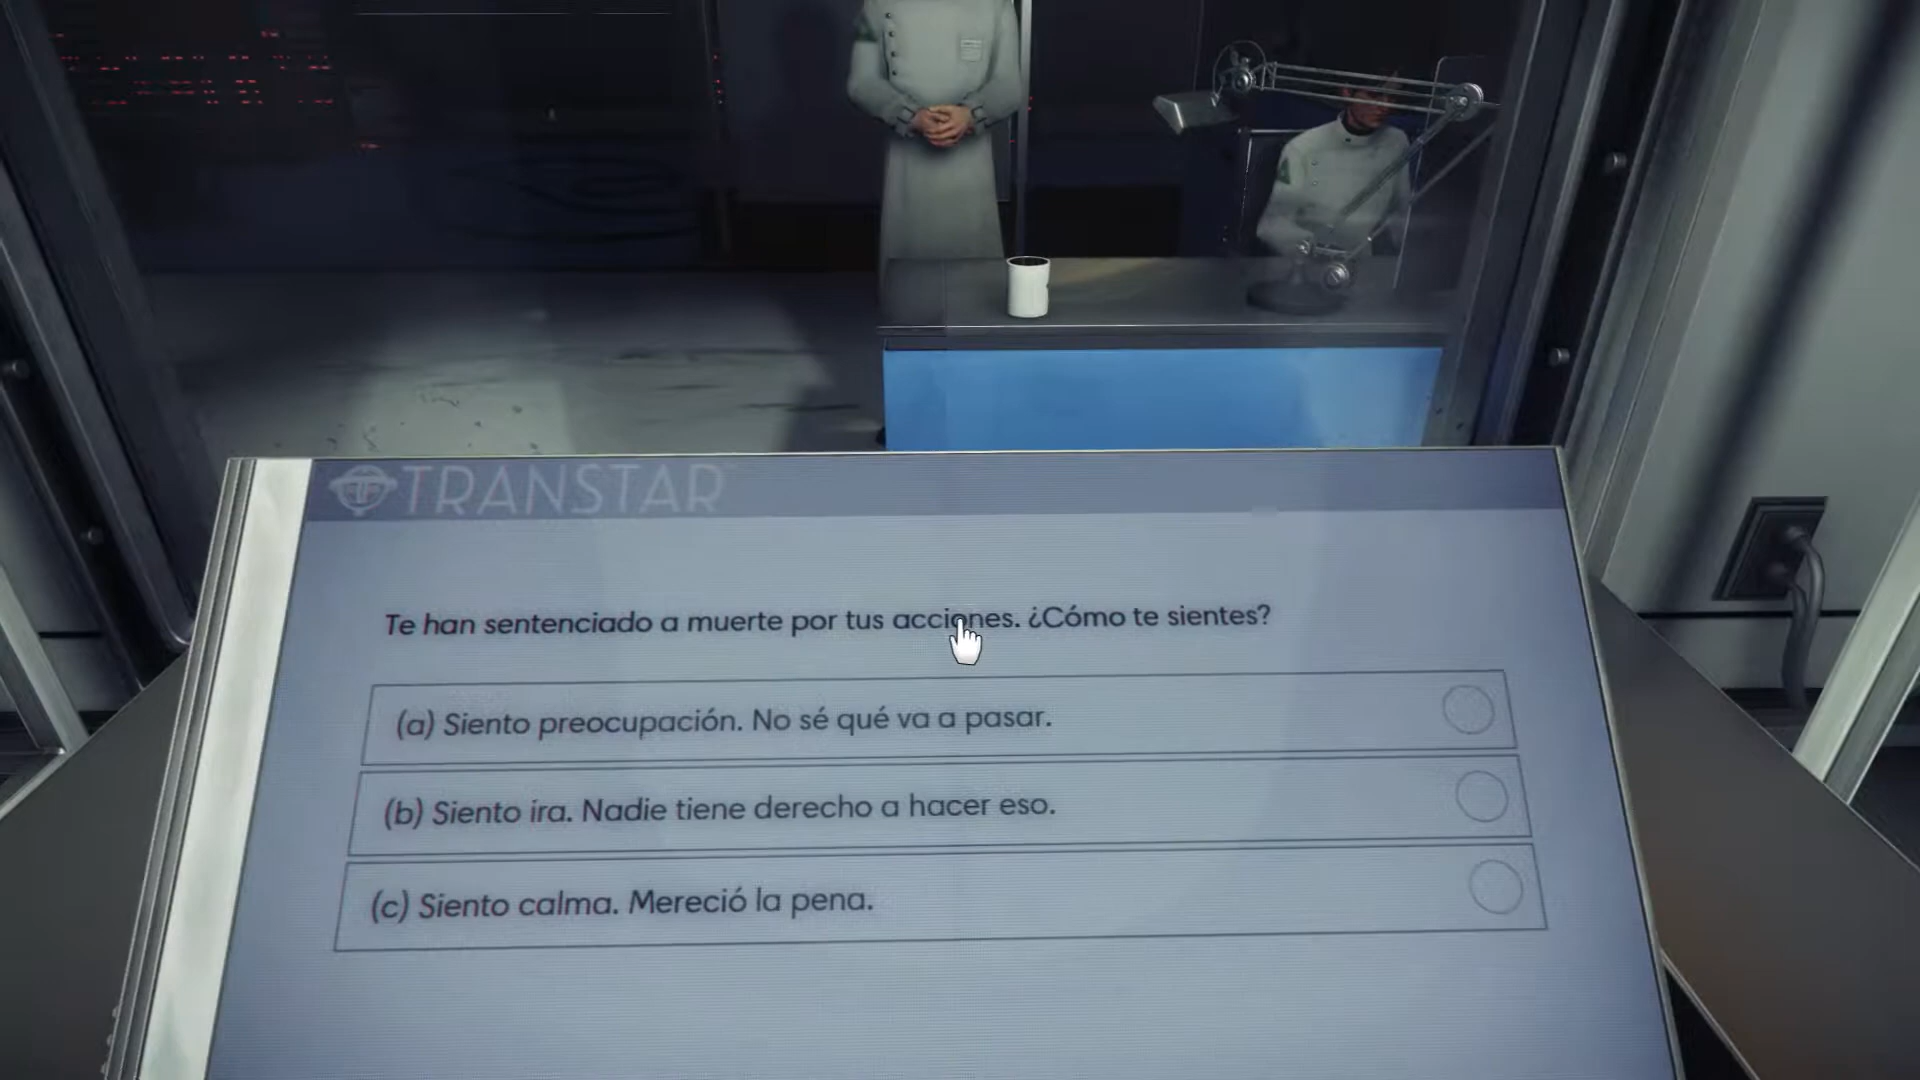 TRANSTAR
Te han sentenciado a muerte por tus acciones. ¿Cómo te sientes?
(a) Siento preocupación. No sé qué va a pasar.
(b) Siento ira. Nadie tiene derecho a hacer eso.
(c) Siento calma. Mereció la pena.